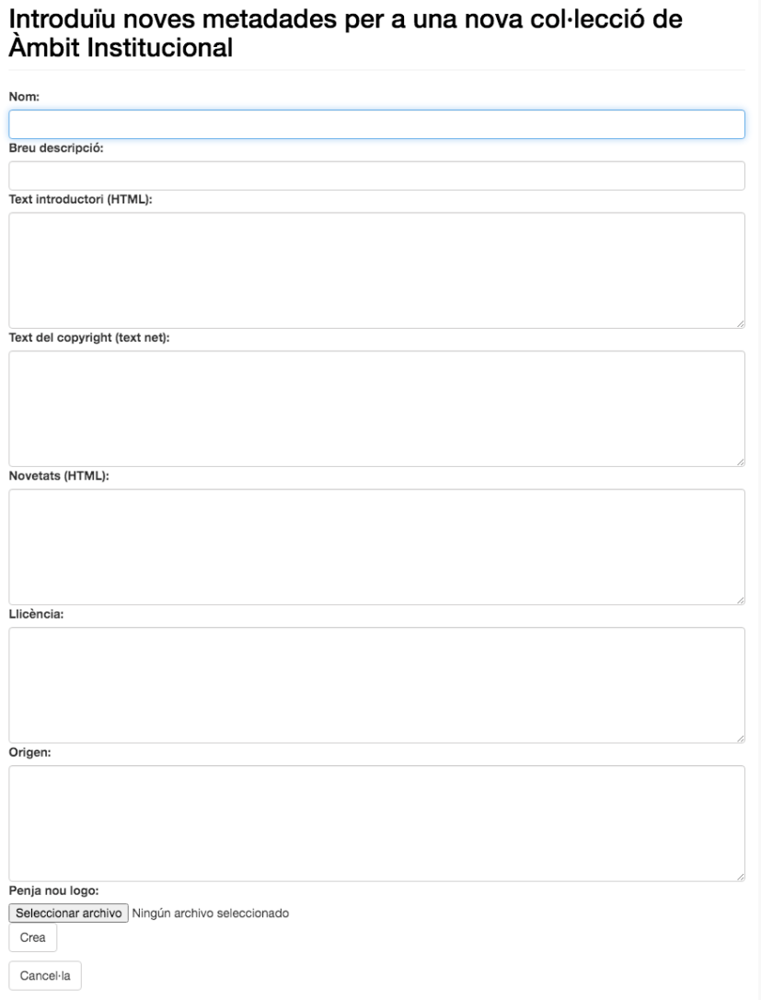 Introduïu noves metadades per a una nova col·lecció de
Àmbit Institucional
Nom:
Breu descripció:
Text introductori (HTML):
Text del copyright (text net):
Novetats (HTML):
Llicència:
Origen:
Penja nou logo:
Seleccionar archivo Ningún archivo seleccionado
Crea
Cancel·la